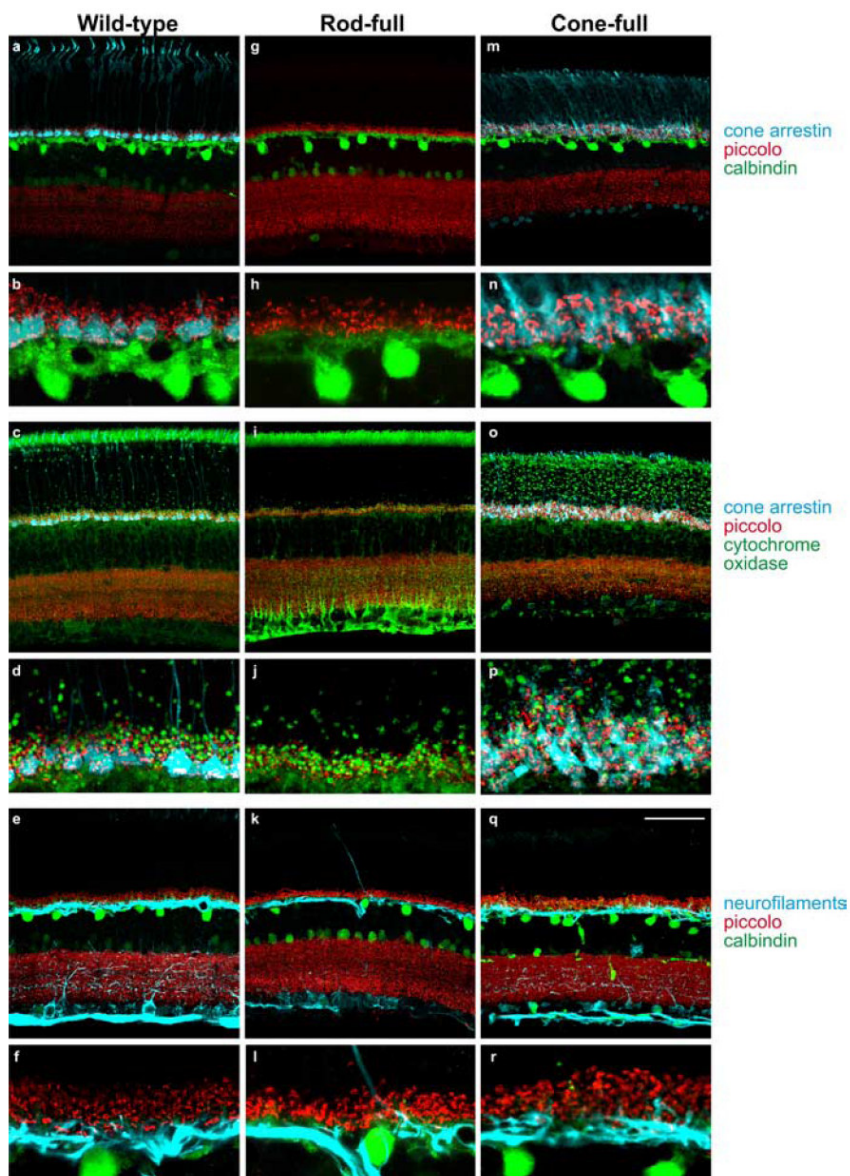 Wild-type Rod-full Cone-full
a g m
cone arrestin
piccolo
calbindin
b h n
c i o
cone arrestin
piccolo
cytochrome
oxidase
d j p
e k q
neurofilaments
piccolo
calbindin
f l r